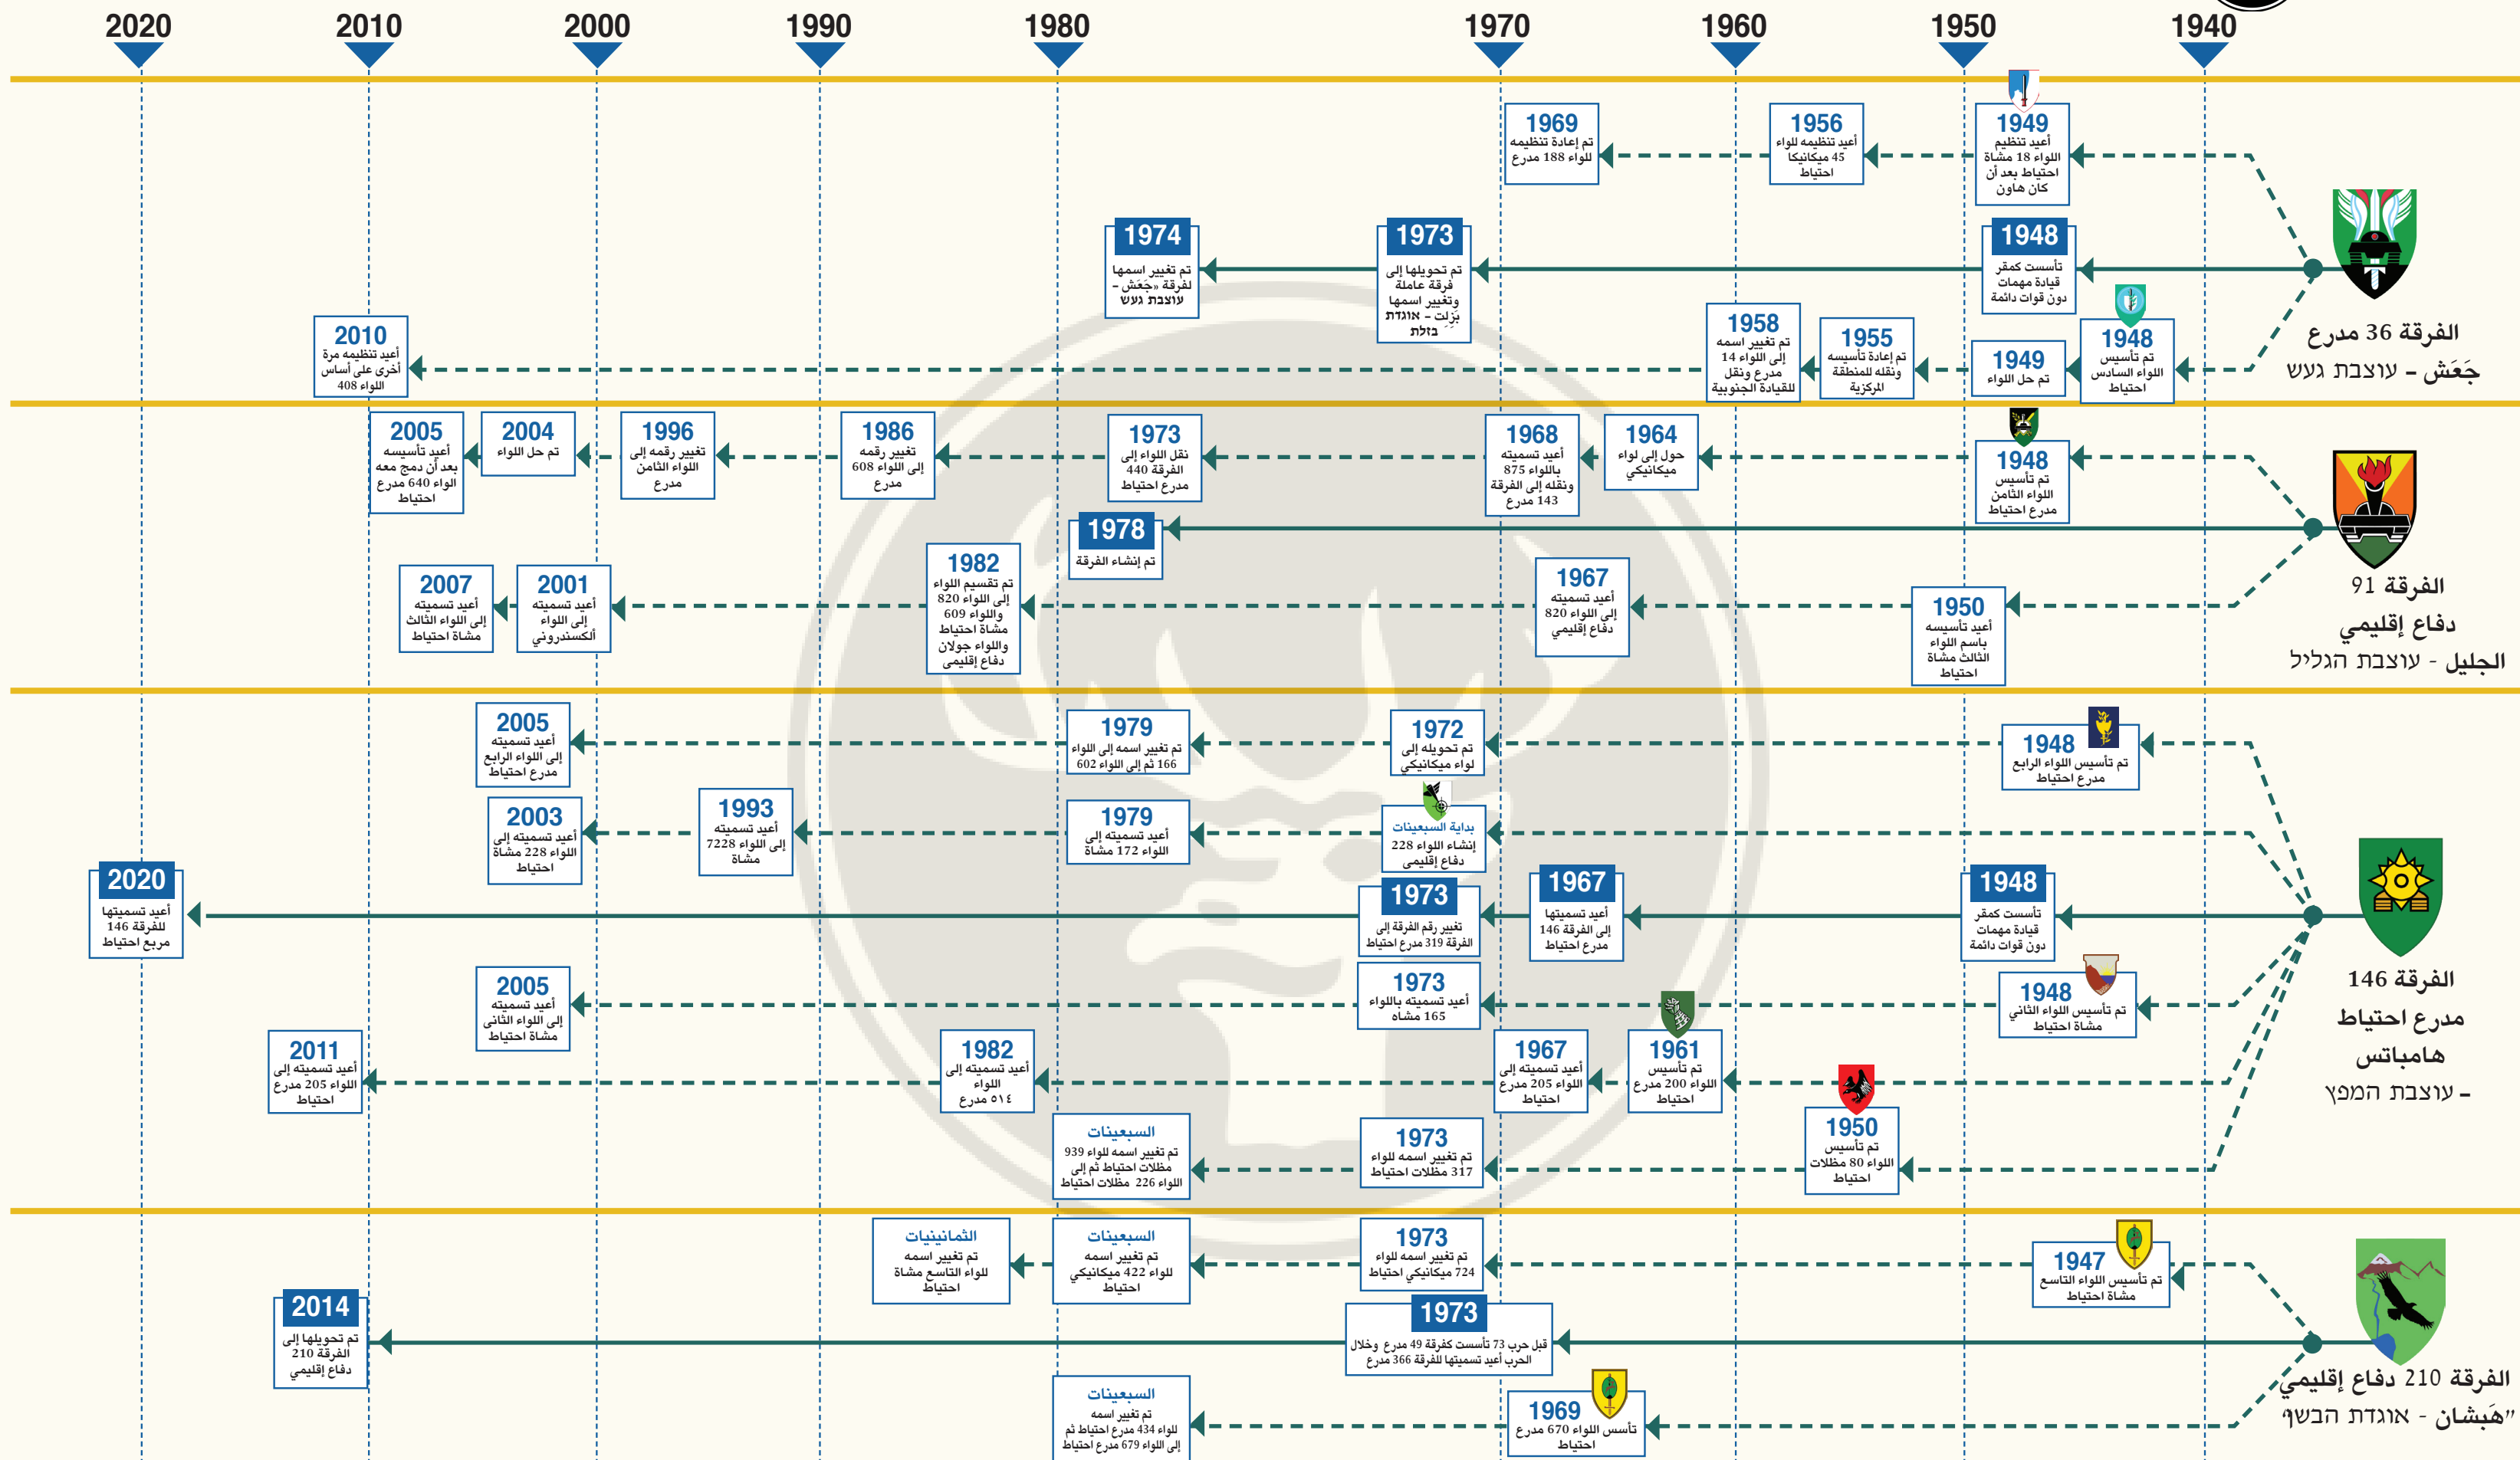 1940
1950
1960
1970
1980
1990
2000
2010
2020
الفرقة 36 مدرع
جَعَش – עוצבת געש
1949
أعيد تنظيم
اللواء 18 مشاة
احتياط بعد أن
كان هاون
1956
أعيد تنظيمه للواء
45 ميكانيكا
احتياط
1969
تم إعادة تنظيمه
للواء 188 مدرع
1948
تأسست كمقر
قيادة مهمات
دون قوات دائمة
1973
تم تحويلها إلى
فرقة عاملة
وتغيير اسمها
بَزِلِت – אוגדת
בזלת
1974
تم تغيير اسمها
لفرقة «جَعَش –
עוצבת געש
1948
تم تأسيس
اللواء السادس
احتياط
1949
تم حل اللواء
1955
تم إعادة تأسيسه
ونقله للمنطقة
المركزية
1958
تم تغيير اسمه
إلى اللواء 14
مدرع ونقل
للقيادة الجنوبية
2010
أعيد تنظيمه مرة
أخرى على أساس
اللواء 408
الفرقة 91
دفاع إقليمي
الجليل - עוצבת הגליל
1948
تم تأسيس
اللواء الثامن
مدرع احتياط
1964
حول إلى لواء
ميكانيكي
1968
أعيد تسميته
باللواء 875
ونقله إلى الفرقة
143 مدرع
1973
نقل اللواء إلى
الفرقة 440
مدرع احتياط
1986
تغيير رقمه
إلى اللواء 608
مدرع
1996
تغيير رقمه إلى
اللواء الثامن
مدرع
2004
تم حل اللواء
2005
أعيد تأسيسه
بعد أن دمج معه
الواء 640 مدرع
احتياط
1978
تم إنشاء الفرقة
1950
أعيد تأسيسه
باسم اللواء
الثالث مشاة
احتياط
1967
أعيد تسميته
إلى اللواء 820
دفاع إقليمي
1982
تم تقسيم اللواء
إلى اللواء 820
واللواء 609
مشاة احتياط
واللواء جولان
دفاع إقليمي
2001
أعيد تسميته
إلى اللواء
ألكسندروني
2007
أعيد تسميته
إلى اللواء الثالث
مشاة احتياط
الفرقة 146
مدرع احتياط
هامباتس
– עוצבת המפץ
1948
تم تأسيس اللواء الرابع
مدرع احتياط
1972
تم تحويله إلى
لواء ميكانيكي
1979
تم تغيير اسمه إلى اللواء
166 ثم إلى اللواء 602
2005
أعيد تسميته
إلى اللواء الرابع
مدرع احتياط
بداية السبعينات
إنشاء اللواء 228
دفاع إقليمي
1979
أعيد تسميته إلى
اللواء 172 مشاة
1993
أعيد تسميته
إلى اللواء 7228
مشاة
2003
أعيد تسميته إلى
اللواء 228 مشاة
احتياط
1948
تأسست كمقر
قيادة مهمات
دون قوات دائمة
1967
أعيد تسميتها
إلى الفرقة 146
مدرع احتياط
1973
تغيير رقم الفرقة إلى
الفرقة 319 مدرع احتياط
2020
أعيد تسميتها
للفرقة 146
مربع احتياط
1948
تم تأسيس اللواء الثاني
مشاة احتياط
1973
أعيد تسميته باللواء
165 مشاه
2005
أعيد تسميته
إلى اللواء الثاني
مشاة احتياط
1961
تم تأسيس
اللواء 200 مدرع
احتياط
1967
أعيد تسميته إلى
اللواء 205 مدرع
احتياط
1982
أعيد تسميته إلى
اللواء
٥١٤ مدرع
2011
أعيد تسميته إلى
اللواء 205 مدرع
احتياط
1950
تم تأسيس
اللواء 80 مظلات
احتياط
1973
تم تغيير اسمه للواء
317 مظلات احتياط
السبعينات
تم تغيير اسمه للواء 939
مظلات احتياط ثم إلى
اللواء 226 مظلات احتياط
الفرقة 210 دفاع إقليمي
”هَبشان - אוגדת הבשן“
1947
تم تأسيس اللواء التاسع
مشاة احتياط
1973
تم تغيير اسمه للواء
724 ميكانيكي احتياط
السبعينات
تم تغيير اسمه
للواء 422 ميكانيكي
احتياط
الثمانينيات
تم تغيير اسمه
للواء التاسع مشاة
احتياط
1973
قبل حرب 73 تأسست كفرقة 49 مدرع وخلال
الحرب أعيد تسميتها للفرقة 366 مدرع
2014
تم تحويلها إلى
الفرقة 210
دفاع إقليمي
1969
تأسس اللواء 670 مدرع
احتياط
السبعينات
تم تغيير اسمه
للواء 434 مدرع احتياط ثم
إلى اللواء 679 مدرع احتياط